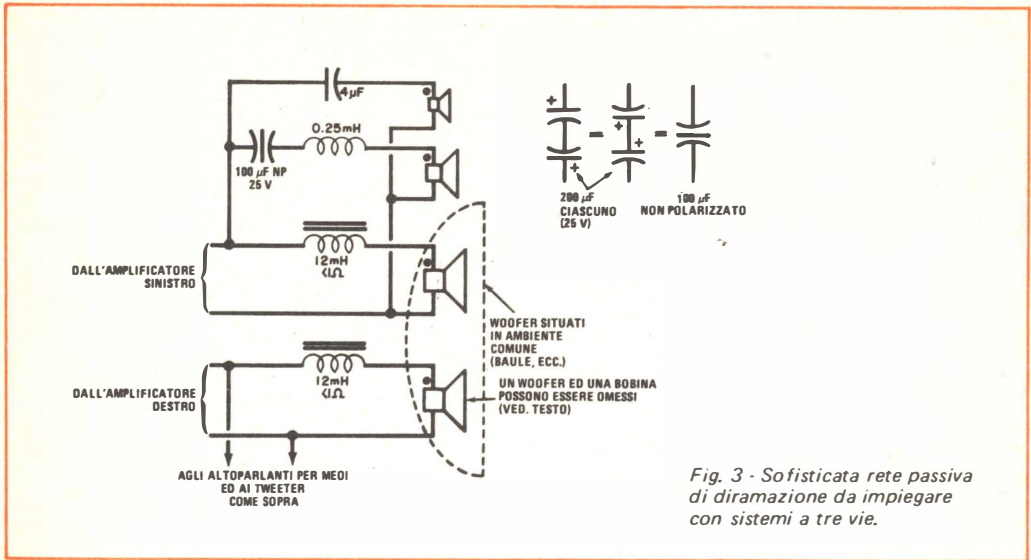 4µF
0.25mH
100 µF NP
25 V
12mH
<1Ω
DALL'AMPLIFICATORE
SINISTRO
12mH
<1Ω
DALL'AMPLIFICATORE
DESTRO
AGLI ALTOPARLANTI PER MEDI
ED AI TWEETER
COME SOPRA
WOOFER SITUATI
IN AMBIENTE
COMUNE
(BAULE, ECC.)
UN WOOFER ED UNA BOBINA
POSSONO ESSERE OMESSI
(VED. TESTO)
+ + + +
200 µF
CIASCUNO
(25 V)
100 µF
NON POLARIZZATO
Fig. 3 - Sofisticata rete passiva
di diramazione da impiegare
con sistemi a tre vie.